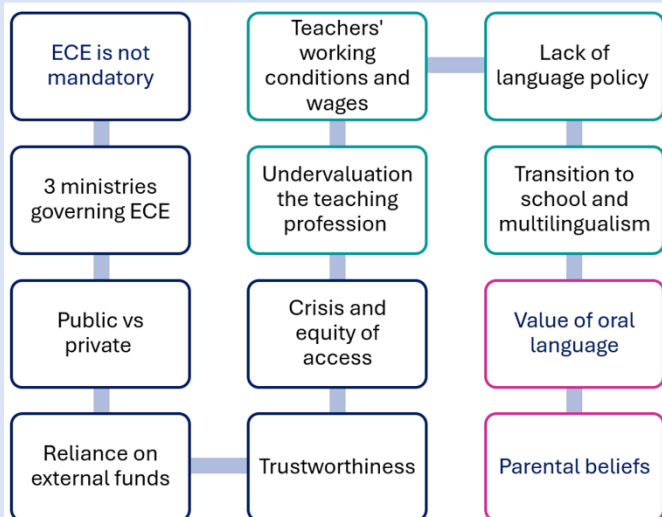 ECE is not
mandatory
3 ministries
governing ECE
Public vs
private
Reliance on
external funds
Trustworthiness
Crisis and
equity of
access
Undervaluation
the teaching
profession
Teachers'
working
conditions and
wages
Lack of
language policy
Transition to
school and
multilingualism
Value of oral
language
Parental beliefs